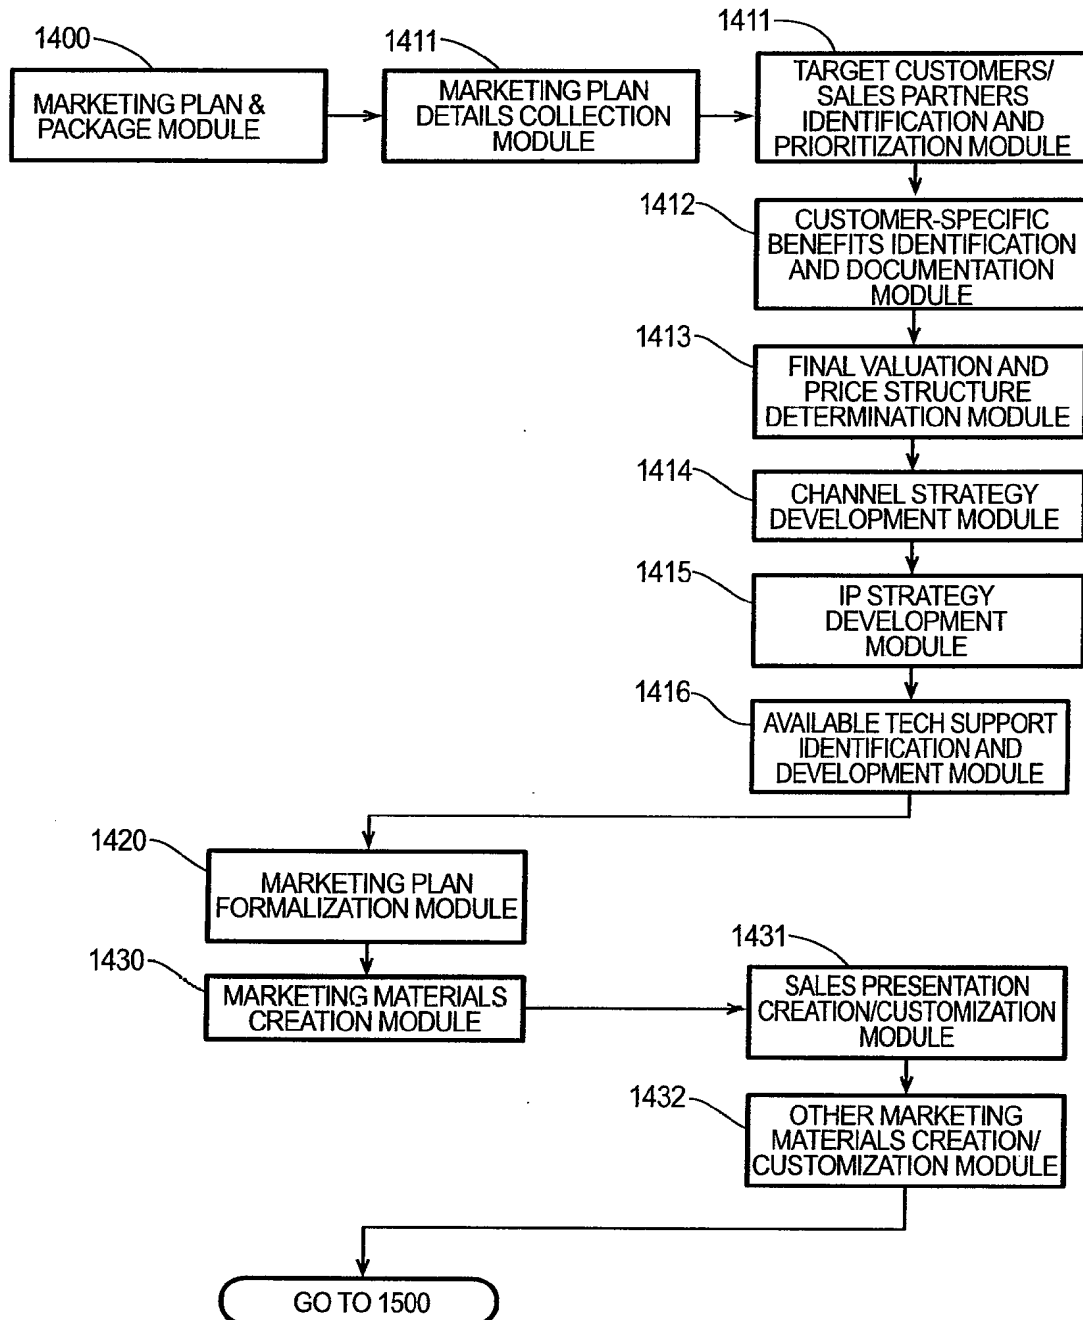 1400
MARKETING PLAN &
PACKAGE MODULE
1411
MARKETING PLAN
DETAILS COLLECTION
MODULE
1411
TARGET CUSTOMERS/
SALES PARTNERS
IDENTIFICATION AND
PRIORITIZATION MODULE
1412
CUSTOMER-SPECIFIC
BENEFITS IDENTIFICATION
AND DOCUMENTATION
MODULE
1413
FINAL VALUATION AND
PRICE STRUCTURE
DETERMINATION MODULE
1414
CHANNEL STRATEGY
DEVELOPMENT MODULE
1415
IP STRATEGY
DEVELOPMENT
MODULE
1416
AVAILABLE TECH SUPPORT
IDENTIFICATION AND
DEVELOPMENT MODULE
1420
MARKETING PLAN
FORMALIZATION MODULE
1430
MARKETING MATERIALS
CREATION MODULE
1431
SALES PRESENTATION
CREATION/CUSTOMIZATION
MODULE
1432
OTHER MARKETING
MATERIALS CREATION/
CUSTOMIZATION MODULE
GO TO 1500